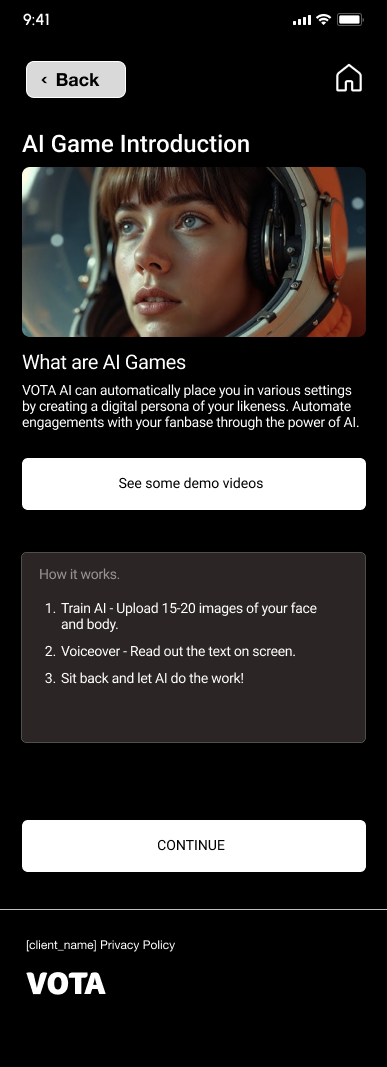 9:41
‹ Back
AI Game Introduction
What are AI Games
VOTA AI can automatically place you in various settings
by creating a digital persona of your likeness. Automate
engagements with your fanbase through the power of AI.
See some demo videos
How it works.
1. Train AI - Upload 15-20 images of your face
and body.
2. Voiceover - Read out the text on screen.
3. Sit back and let AI do the work!
CONTINUE
[client_name] Privacy Policy
VOTA